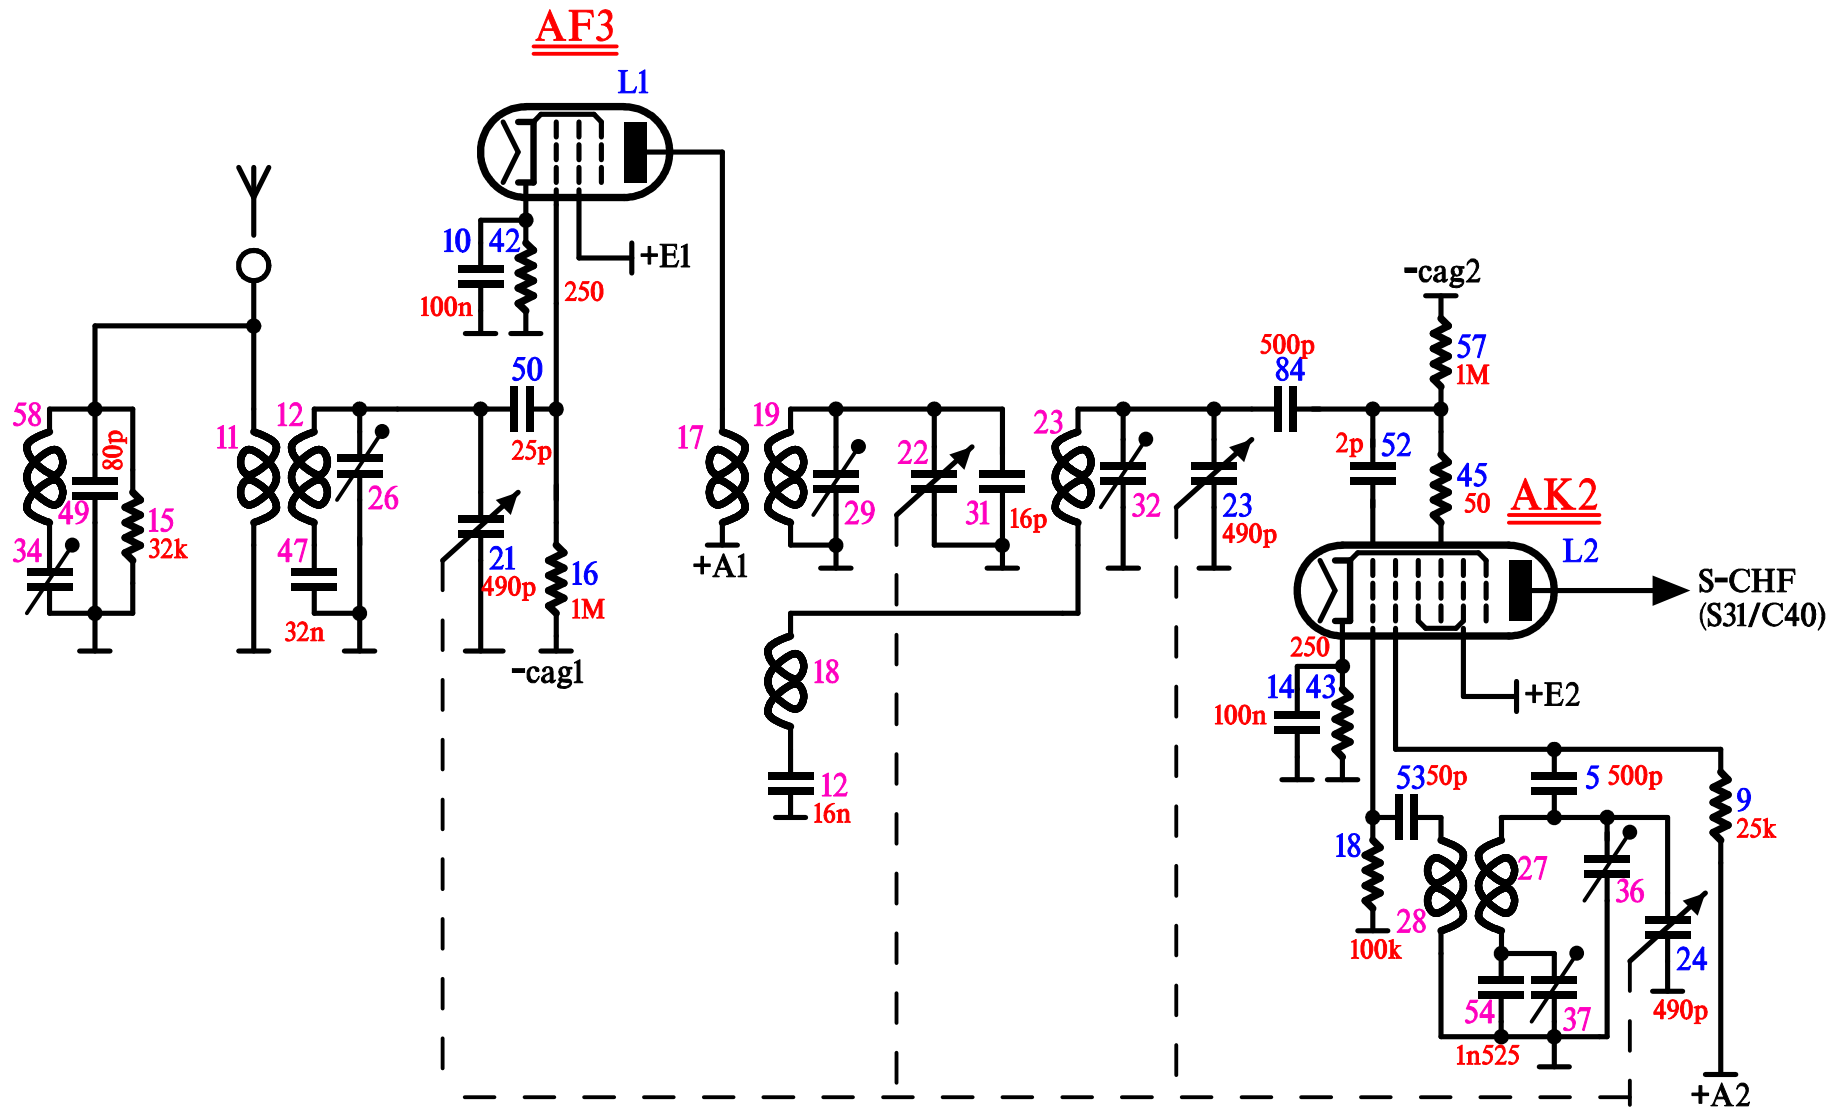 AF3
L1
10
42
+E1
100n
250
-cag2
57
1M
500p
84
50
25p
58
80p
49
15
32k
34
11
12
26
47
32n
21
490p
16
1M
-cag1
17
+A1
19
29
22
31
16p
23
32
23
490p
2p
52
45
50
AK2
L2
S-CHF
(S31/C40)
18
12
16n
250
14
43
100n
+E2
53
50p
5
500p
9
25k
18
100k
28
27
36
24
490p
54
37
1n525
+A2